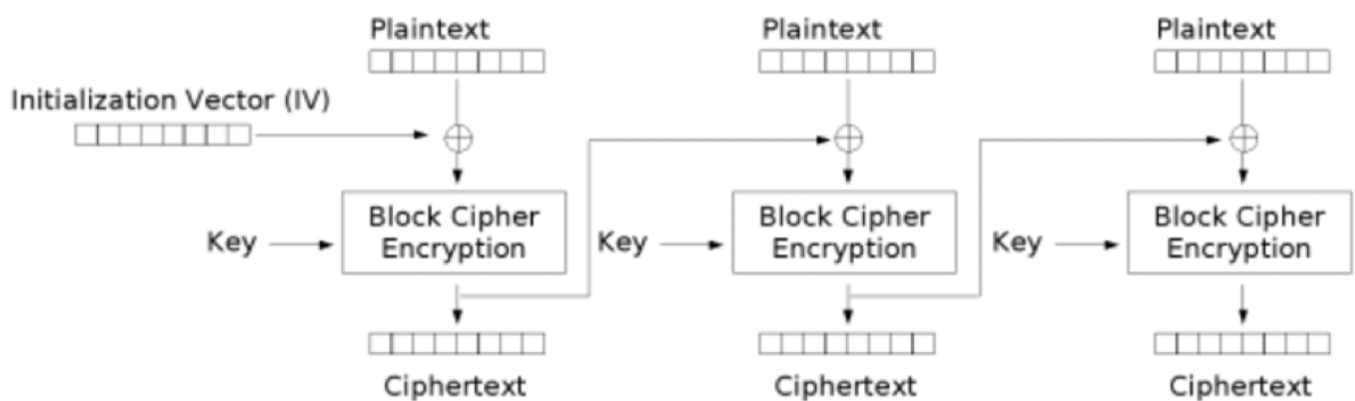 Plaintext Plaintext Plaintext
Initialization Vector (IV)
Key Block Cipher Encryption Key Block Cipher Encryption Key Block Cipher Encryption
Ciphertext Ciphertext Ciphertext